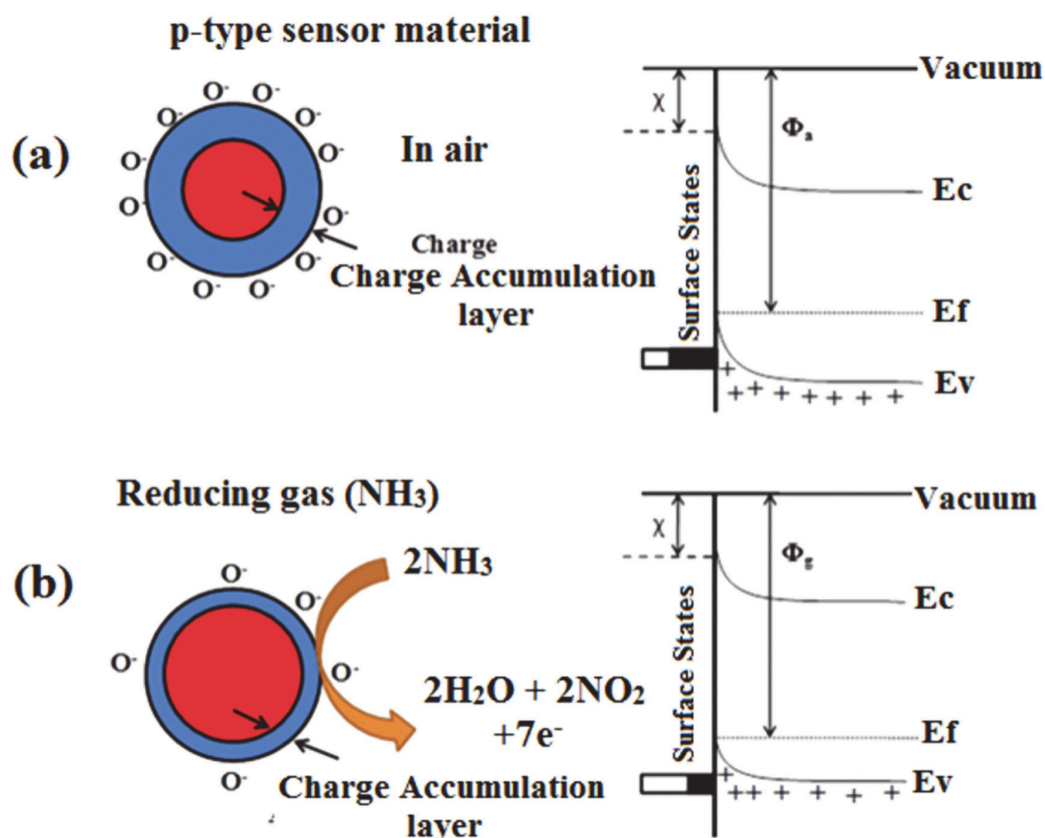 p-type sensor material
(a)
O⁻ O⁻
O⁻ O⁻
O⁻ O⁻
O⁻ O⁻
O⁻ O⁻
O⁻ O⁻
In air
Charge
Charge Accumulation
layer
Vacuum
χ
Φa
Surface States
Ec
Ef
Ev
+ + + + + + + +
Reducing gas (NH₃)
(b)
2NH₃
O⁻
O⁻
O⁻
O⁻
O⁻
2H₂O + 2NO₂
+7e⁻
Charge Accumulation
layer
Vacuum
χ
Φg
Surface States
Ec
Ef
Ev
+ ++ + + + +